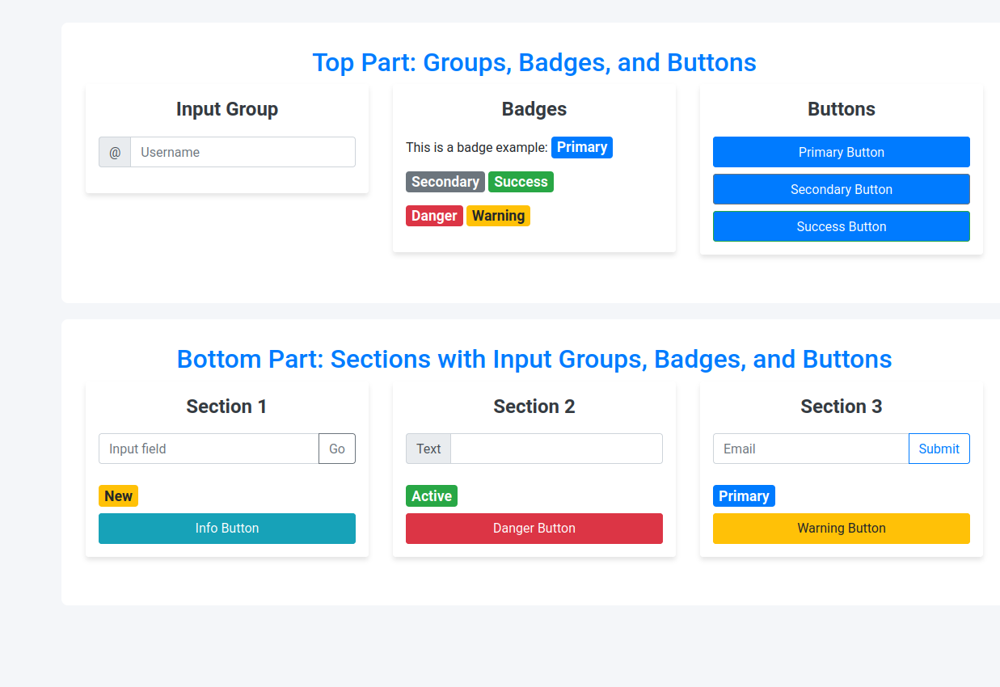 Top Part: Groups, Badges, and Buttons
Input Group
@ Username
Badges
This is a badge example: Primary
Secondary Success
Danger Warning
Buttons
Primary Button
Secondary Button
Success Button
Bottom Part: Sections with Input Groups, Badges, and Buttons
Section 1
Input field Go
New
Info Button
Section 2
Text
Active
Danger Button
Section 3
Email Submit
Primary
Warning Button